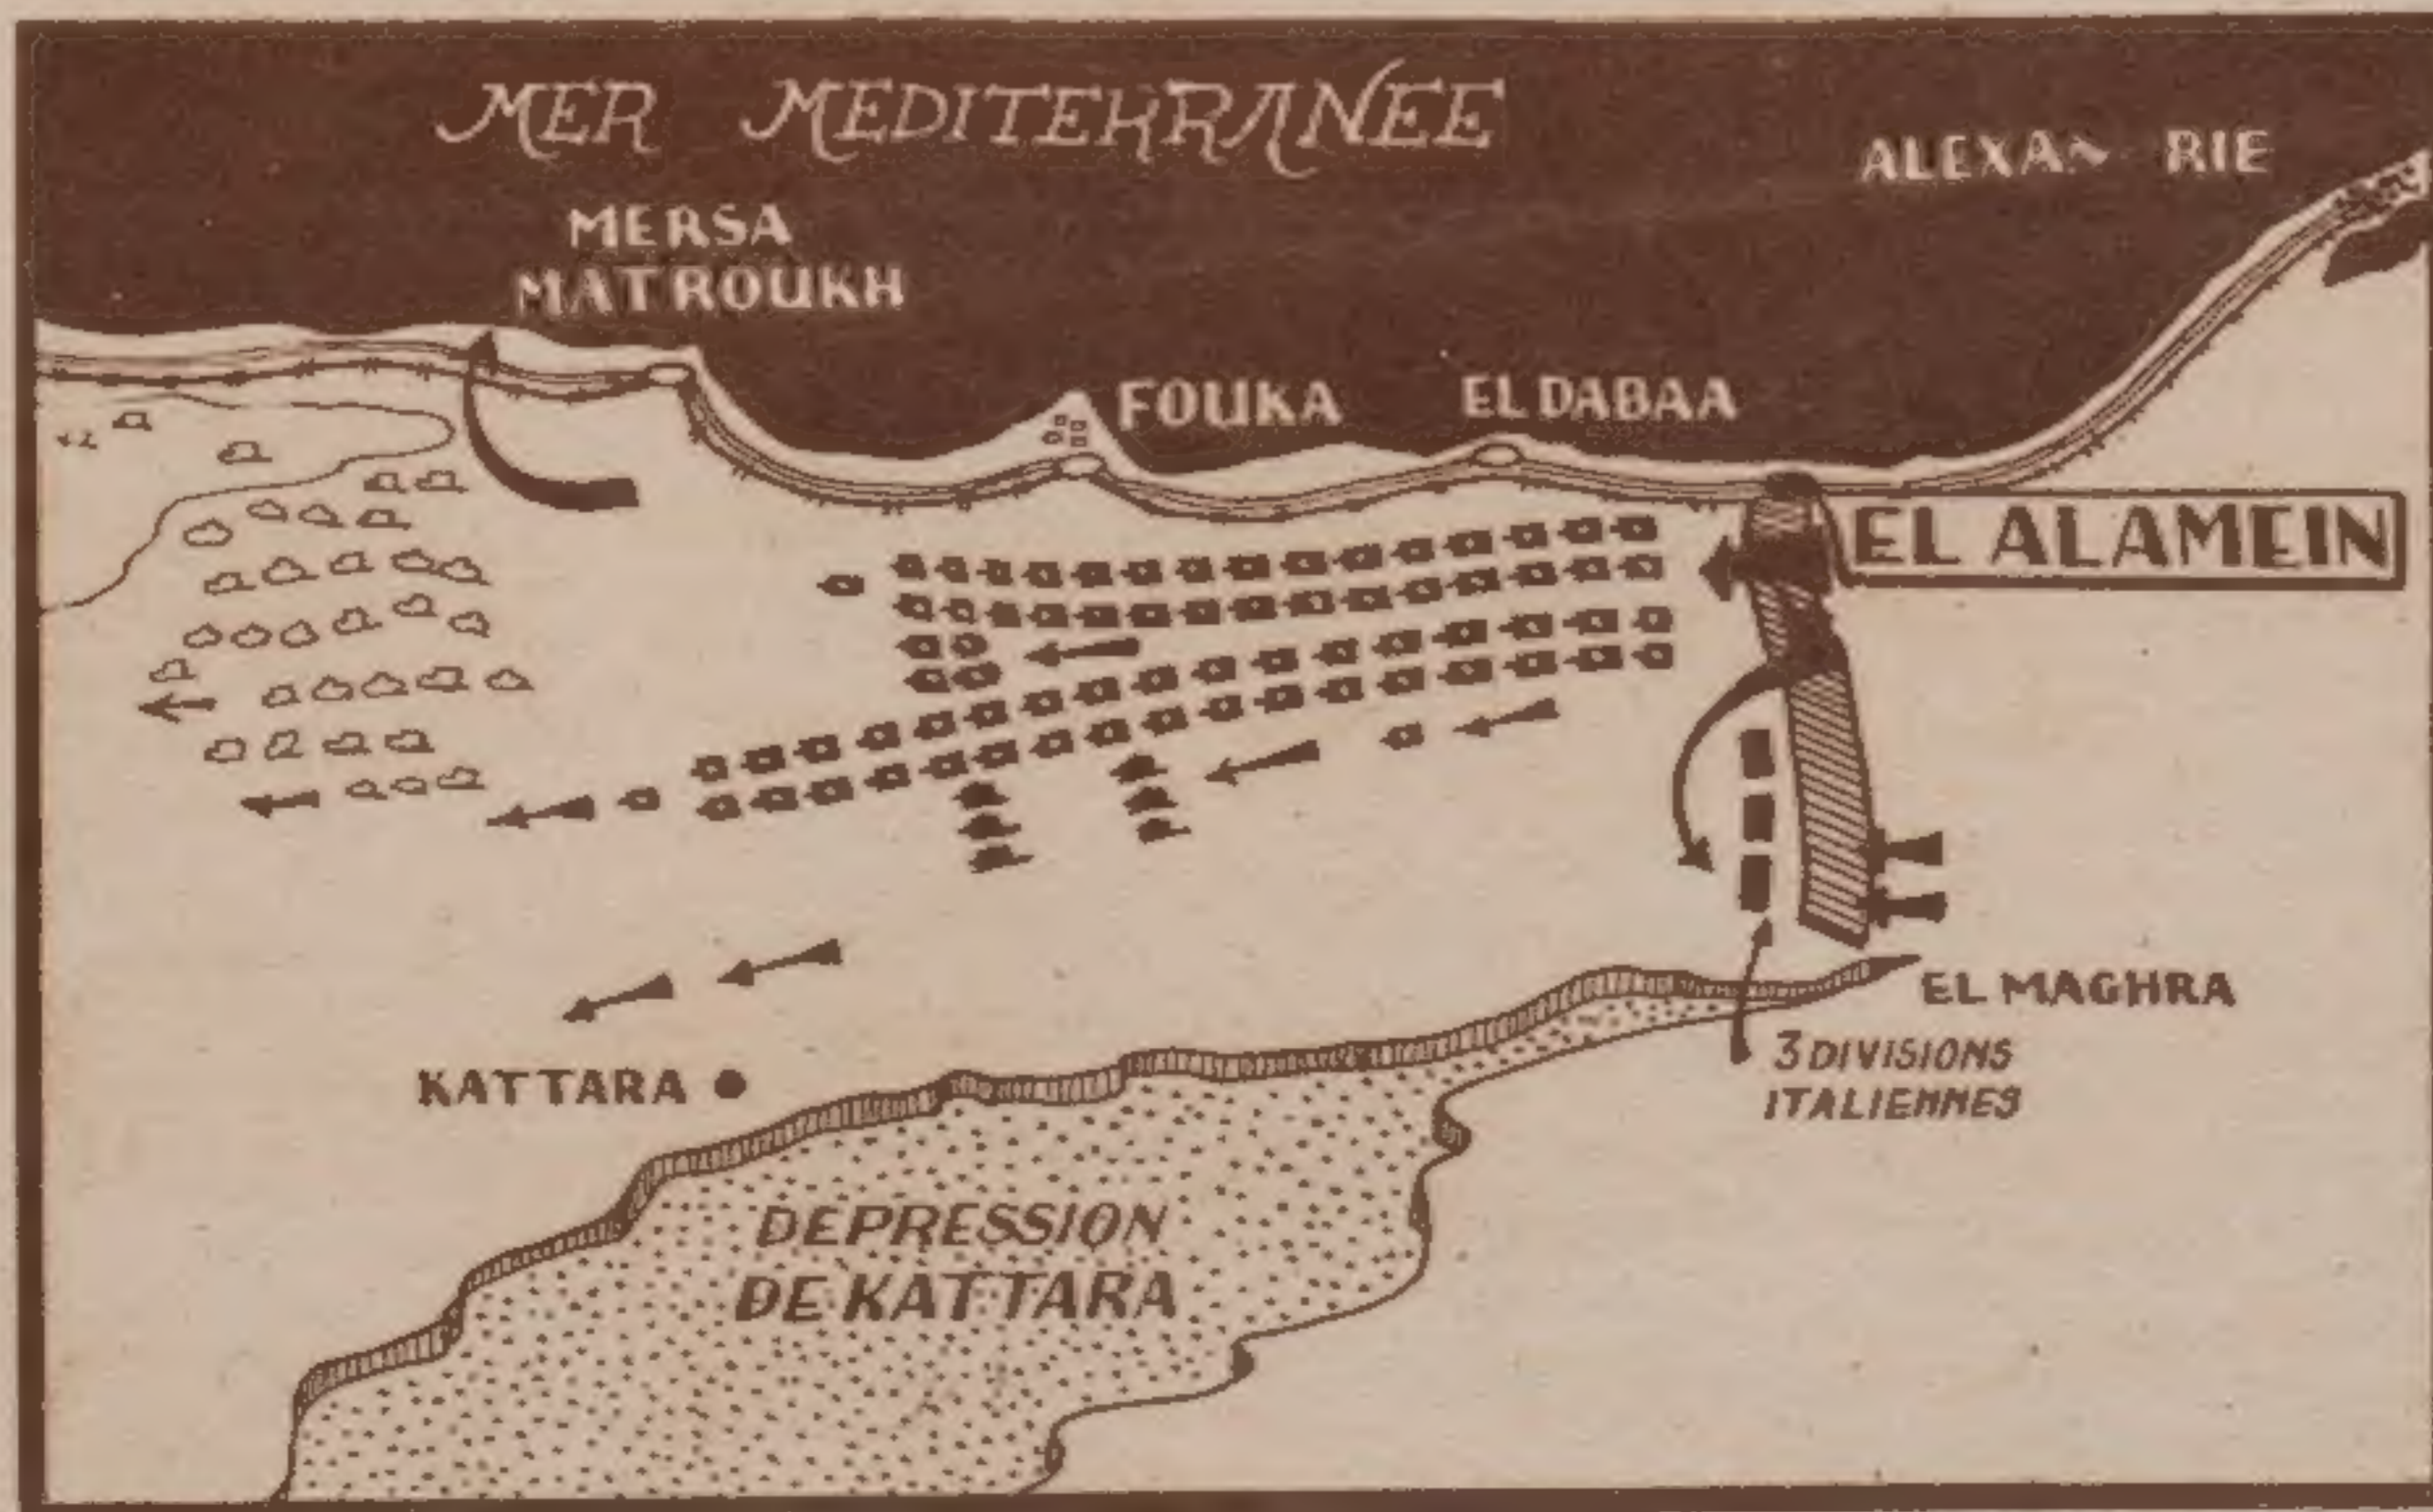 MER MEDITERRANEE
ALEXAN RIE
MERSA
MATROUKH
FOUKA
EL DABAA
EL ALAMEIN
EL MAGHRA
3 DIVISIONS
ITALIENNES
KATTARA
DEPRESSION
DE KATTARA